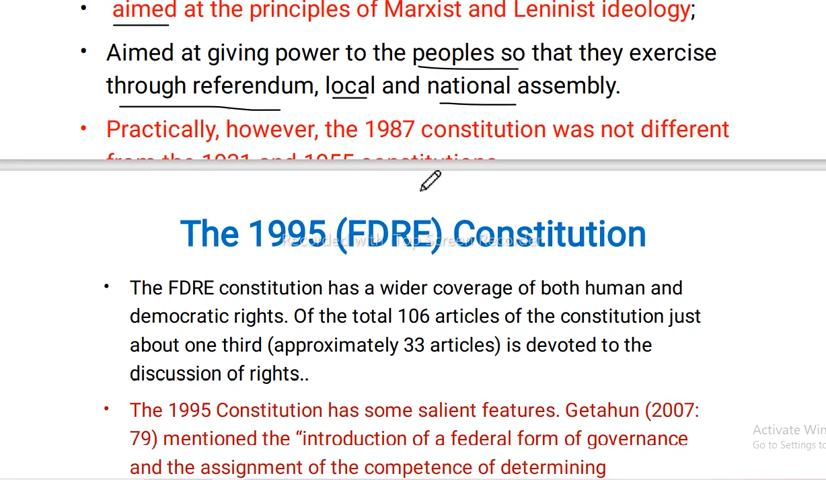 • aimed at the principles of Marxist and Leninist ideology;
• Aimed at giving power to the peoples so that they exercise
through referendum, local and national assembly.
• Practically, however, the 1987 constitution was not different
from the 1931 and 1955 constitutions
The 1995 (FDRE) Constitution
Recorded with iTop Screen Recorder
• The FDRE constitution has a wider coverage of both human and
democratic rights. Of the total 106 articles of the constitution just
about one third (approximately 33 articles) is devoted to the
discussion of rights..
• The 1995 Constitution has some salient features. Getahun (2007:
79) mentioned the “introduction of a federal form of governance
and the assignment of the competence of determining
Activate Win
Go to Settings to